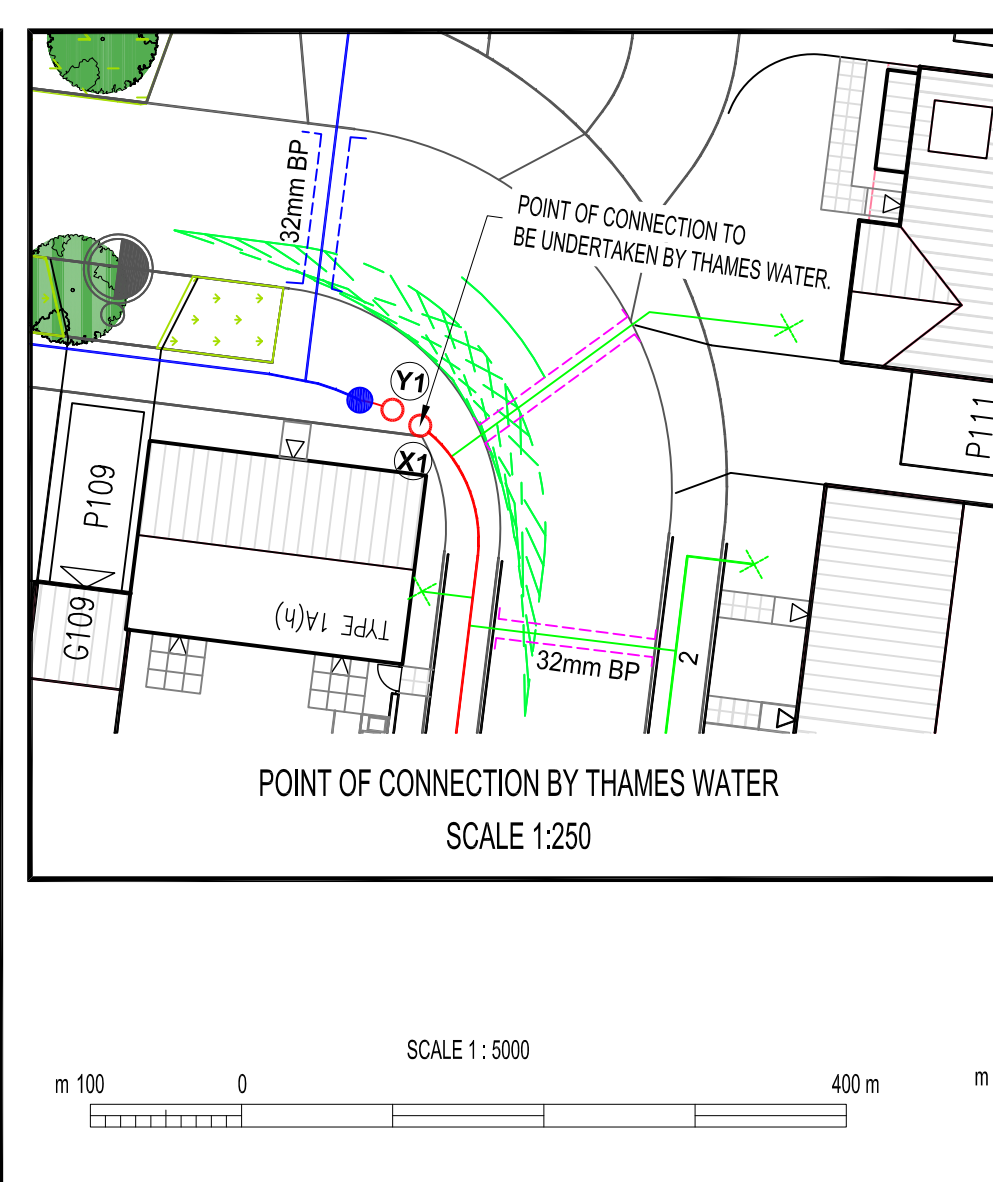 32mm BP
POINT OF CONNECTION TO
BE UNDERTAKEN BY THAMES WATER.
Y1
X1
P111
P109
G109
TYPE 1A(h)
32mm BP
2
POINT OF CONNECTION BY THAMES WATER
SCALE 1:250
SCALE 1 : 5000
m 100 0 400 m
m